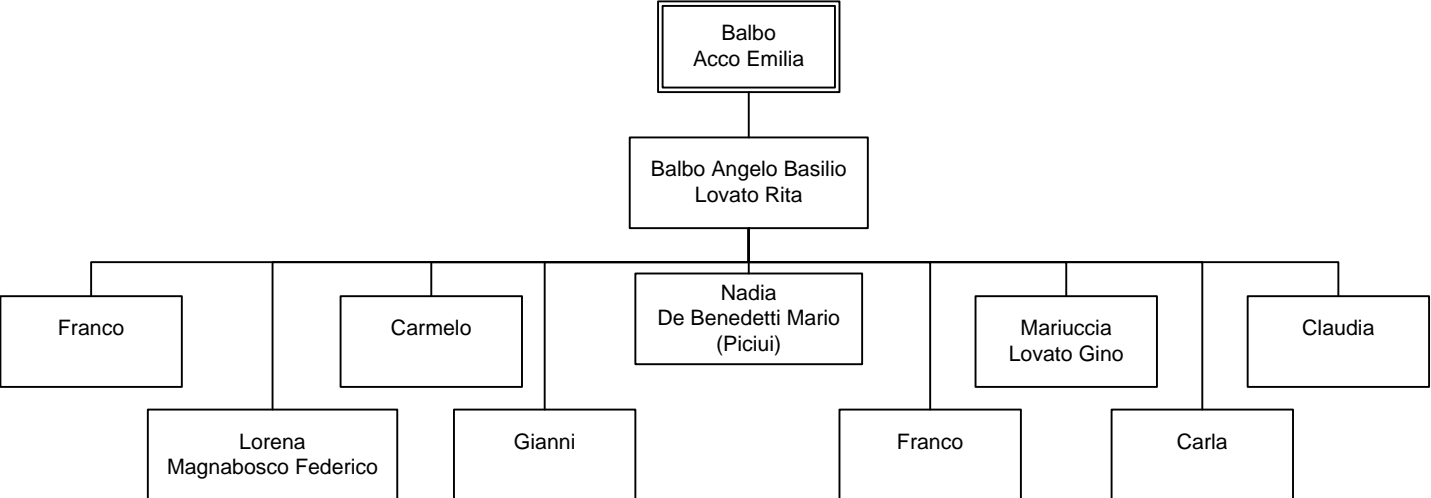 Balbo
Acco Emilia
Balbo Angelo Basilio
Lovato Rita
Franco
Carmelo
Nadia
De Benedetti Mario
(Piciui)
Mariuccia
Lovato Gino
Claudia
Lorena
Magnabosco Federico
Gianni
Franco
Carla